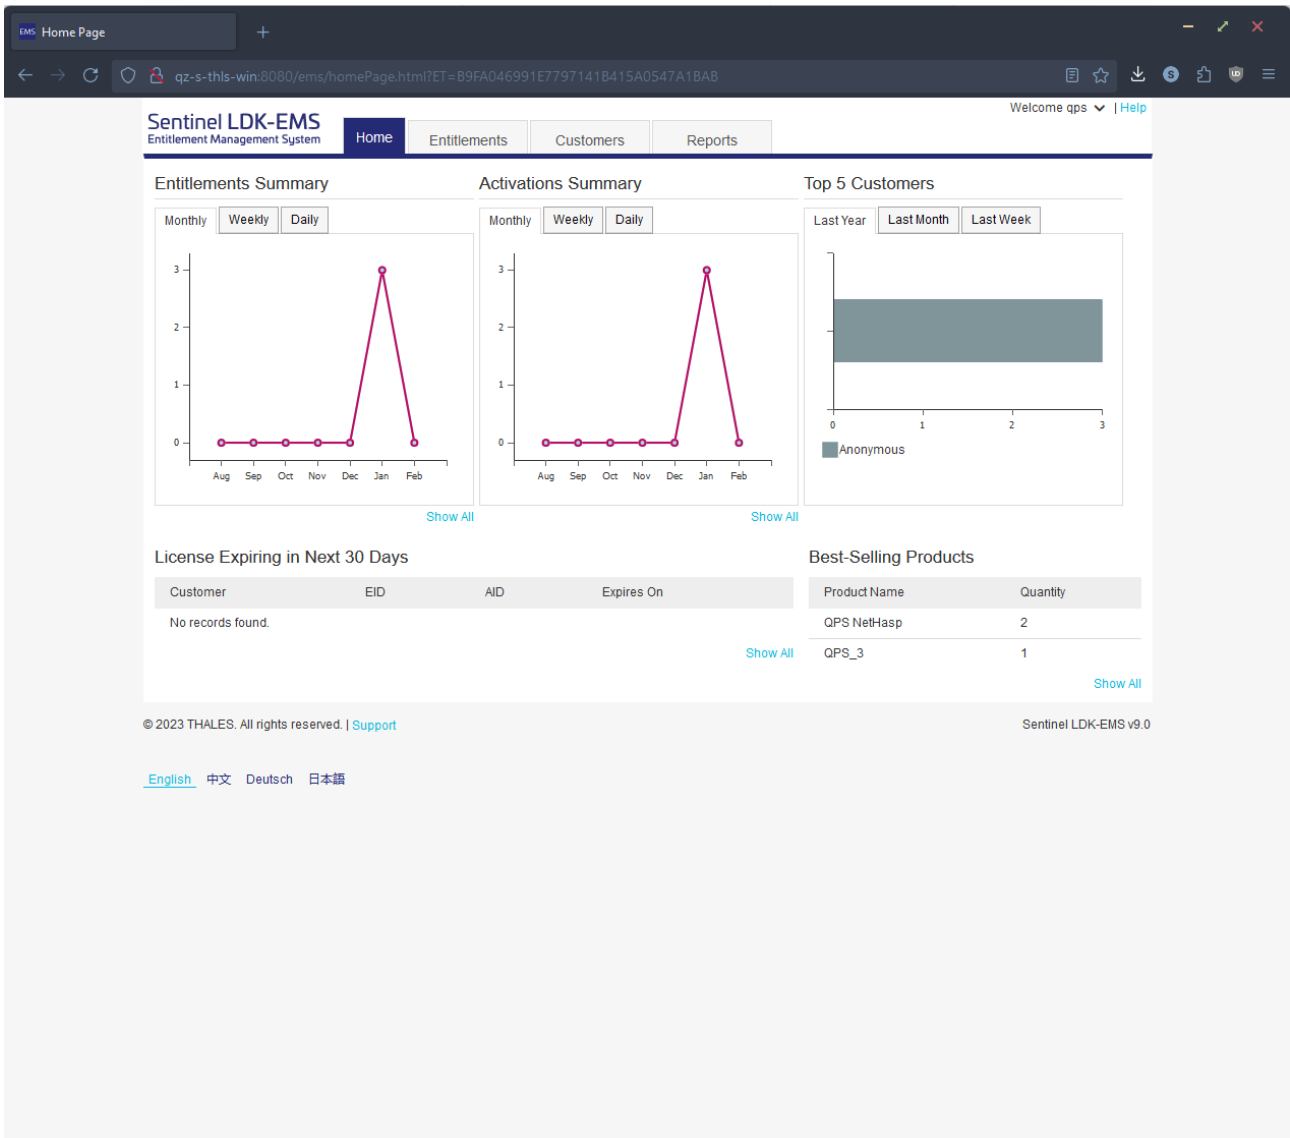 EMS Home Page
qz-s-thls-win:8080/ems/homePage.html?ET=B9FA046991E7797141B415A0547A1BAB
S
UD
Welcome qps | Help
Sentinel LDK-EMS
Entitlement Management System
Home Entitlements Customers Reports
Entitlements Summary
Monthly Weekly Daily
3
2
1
0
Aug Sep Oct Nov Dec Jan Feb
Show All
Activations Summary
Monthly Weekly Daily
3
2
1
0
Aug Sep Oct Nov Dec Jan Feb
Show All
Top 5 Customers
Last Year Last Month Last Week
0 1 2 3
Anonymous
License Expiring in Next 30 Days
Customer EID AID Expires On
No records found.
Show All
Best-Selling Products
Product Name Quantity
QPS NetHasp 2
QPS_3 1
Show All
© 2023 THALES. All rights reserved. | Support
Sentinel LDK-EMS v9.0
English 中文 Deutsch 日本語